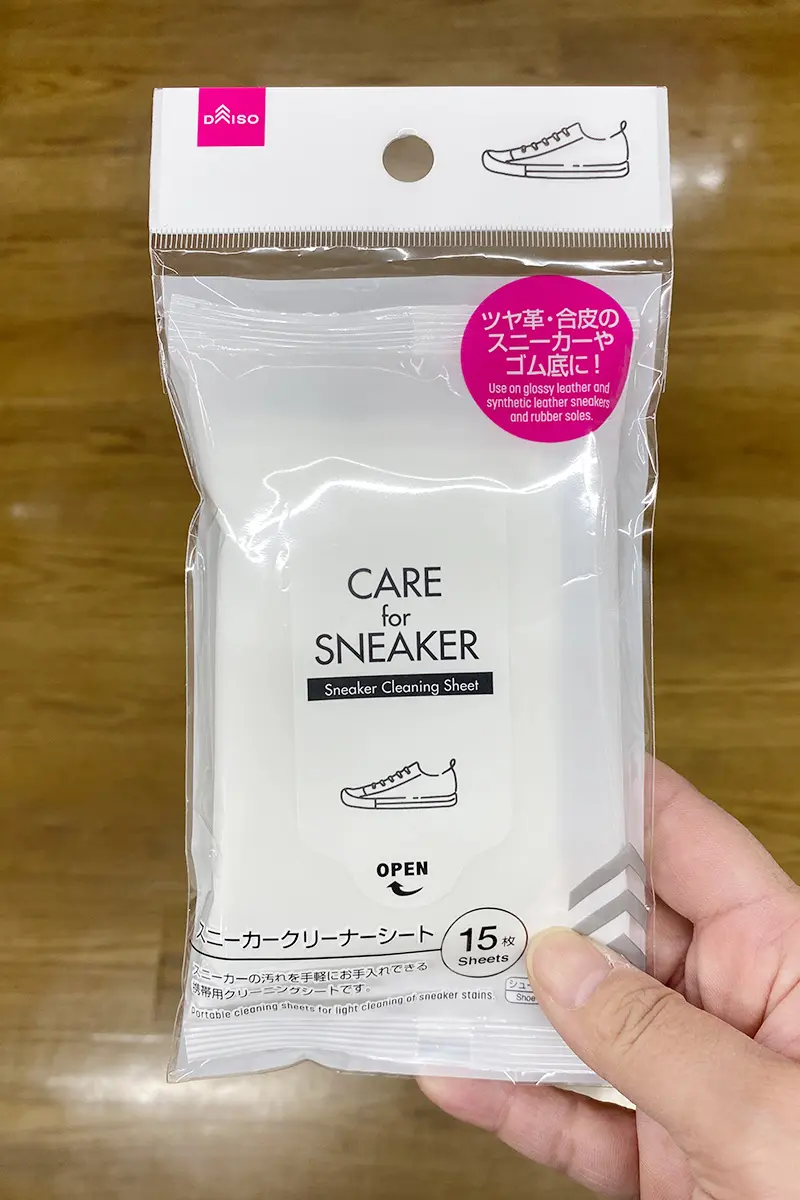 DAISO
ツヤ革・合皮の
スニーカーや
ゴム底に！
Use on glossy leather and
synthetic leather sneakers
and rubber soles.
CARE
for
SNEAKER
Sneaker Cleaning Sheet
OPEN
スニーカークリーナーシート
15枚
Sheets
スニーカーの汚れを手軽にお手入れできる
携帯用クリーニングシートです。
Portable cleaning sheets for light cleaning of sneaker stains.